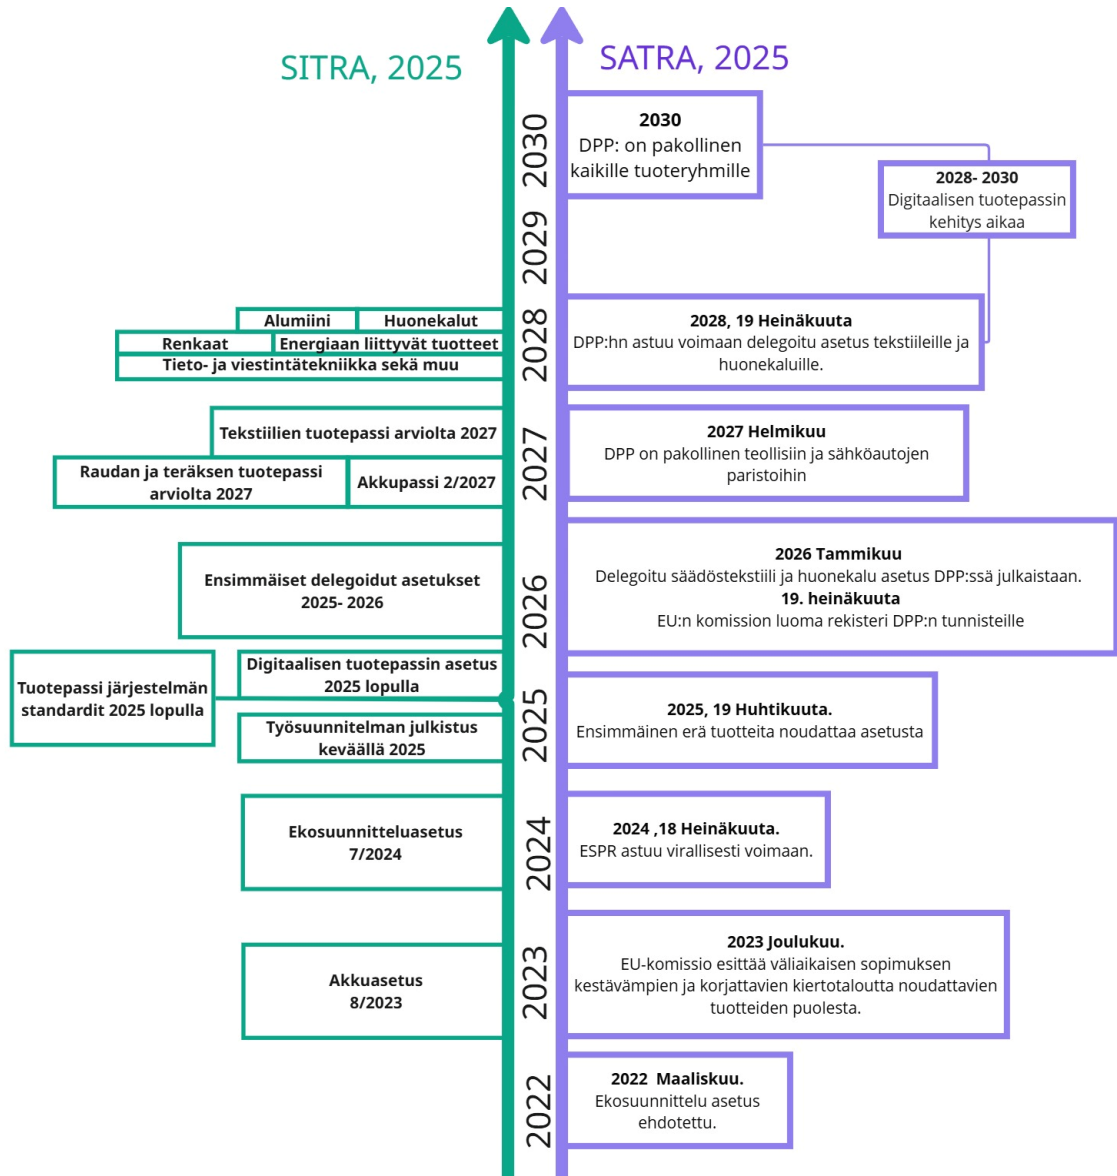 SITRA, 2025
SATRA, 2025
2030
2030
DPP: on pakollinen
kaikille tuoteryhmille
2028- 2030
Digitaalisen tuotepassin
kehitys aikaa
2029
2028
Alumiini
Huonekalut
Renkaat
Energiaan liittyvät tuotteet
Tieto- ja viestintätekniikka sekä muu
2028, 19 Heinäkuuta
DPP:hn astuu voimaan delegoitu asetus tekstiileille ja
huonekaluille.
2027
Tekstiilien tuotepassi arviolta 2027
Raudan ja teräksen tuotepassi
arviolta 2027
Akkupassi 2/2027
2027 Helmikuu
DPP on pakollinen teollisiin ja sähköautojen
paristoihin
2026
Ensimmäiset delegoidut asetukset
2025- 2026
2026 Tammikuu
Delegoitu säädöstekstiili ja huonekalu asetus DPP:ssä julkaistaan.
19. heinäkuuta
EU:n komission luoma rekisteri DPP:n tunnisteille
2025
Digitaalisen tuotepassin asetus
2025 lopulla
Tuotepassi järjestelmän
standardit 2025 lopulla
Työsuunnitelman julkistus
keväällä 2025
2025, 19 Huhtikuuta.
Ensimmäinen erä tuotteita noudattaa asetusta
2024
Ekosuunnitteluasetus
7/2024
2024 ,18 Heinäkuuta.
ESPR astuu virallisesti voimaan.
2023
Akkuasetus
8/2023
2023 Joulukuu.
EU-komissio esittää väliaikaisen sopimuksen
kestävämpien ja korjattavien kiertotaloutta noudattavien
tuotteiden puolesta.
2022
2022 Maaliskuu.
Ekosuunnittelu asetus
ehdotettu.